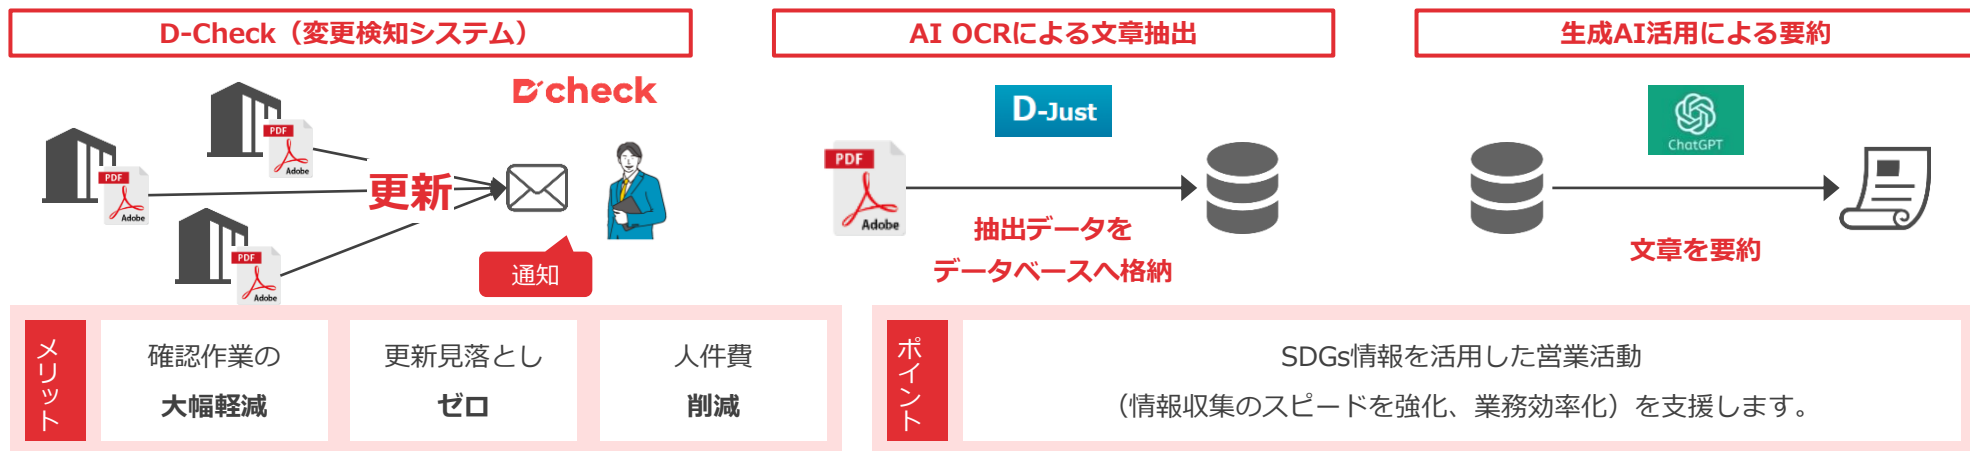 D-Check（変更検知システム）
D'check
PDF
Adobe
PDF
Adobe
PDF
Adobe
更新
通知
AI OCRによる文章抽出
D-Just
PDF
Adobe
抽出データを
データベースへ格納
生成AI活用による要約
ChatGPT
文章を要約
メリット
確認作業の
大幅軽減
更新見落とし
ゼロ
人件費
削減
ポイント
SDGs情報を活用した営業活動
（情報収集のスピードを強化、業務効率化）を支援します。